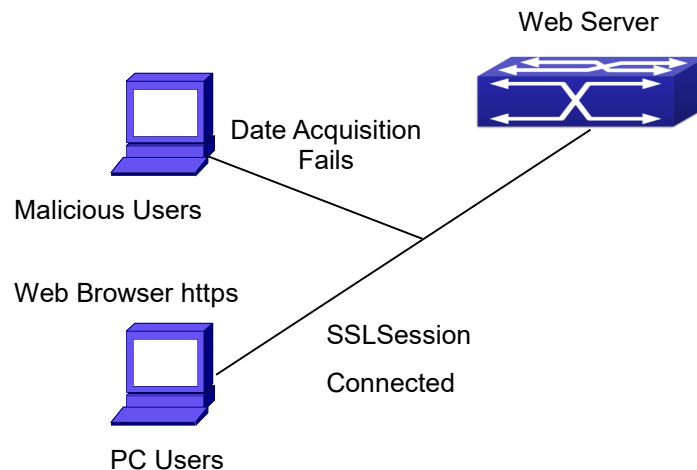 Web Server
Date Acquisition
Fails
Malicious Users
Web Browser https
SSLSession
Connected
PC Users